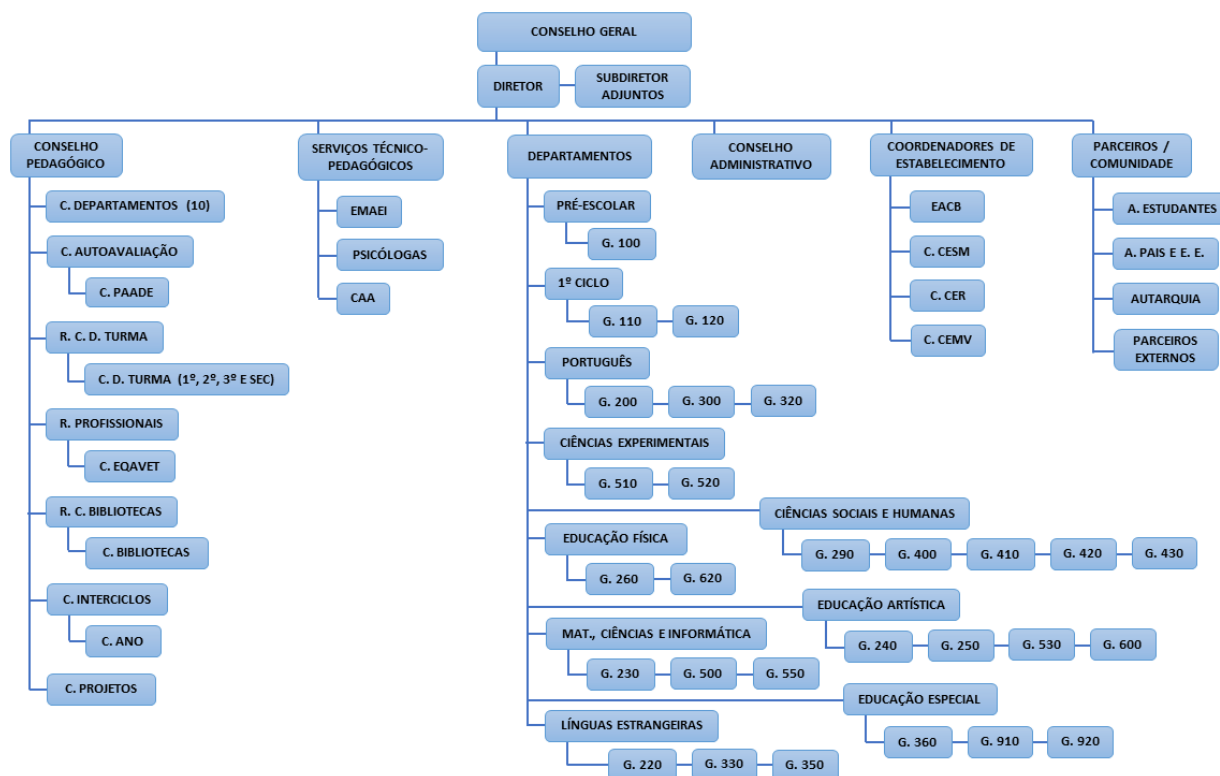 CONSELHO GERAL
DIRETOR
SUBDIRETOR
ADJUNTOS
CONSELHO
PEDAGÓGICO
C. DEPARTAMENTOS (10)
C. AUTOAVALIAÇÃO
C. PAADE
R. C. D. TURMA
C. D. TURMA (1º, 2º, 3º E SEC)
R. PROFISSIONAIS
C. EQAVET
R. C. BIBLIOTECAS
C. BIBLIOTECAS
C. INTERCICLOS
C. ANO
C. PROJETOS
SERVIÇOS TÉCNICO-
PEDAGÓGICOS
EMAEI
PSICÓLOGAS
CAA
DEPARTAMENTOS
PRÉ-ESCOLAR
G. 100
1º CICLO
G. 110
G. 120
PORTUGUÊS
G. 200
G. 300
G. 320
CIÊNCIAS EXPERIMENTAIS
G. 510
G. 520
CIÊNCIAS SOCIAIS E HUMANAS
G. 290
G. 400
G. 410
G. 420
G. 430
EDUCAÇÃO FÍSICA
G. 260
G. 620
EDUCAÇÃO ARTÍSTICA
G. 240
G. 250
G. 530
G. 600
MAT., CIÊNCIAS E INFORMÁTICA
G. 230
G. 500
G. 550
EDUCAÇÃO ESPECIAL
G. 360
G. 910
G. 920
LÍNGUAS ESTRANGEIRAS
G. 220
G. 330
G. 350
CONSELHO
ADMINISTRATIVO
COORDENADORES DE
ESTABELECIMENTO
EACB
C. CESM
C. CER
C. CEMV
PARCEIROS /
COMUNIDADE
A. ESTUDANTES
A. PAIS E E. E.
AUTARQUIA
PARCEIROS
EXTERNOS